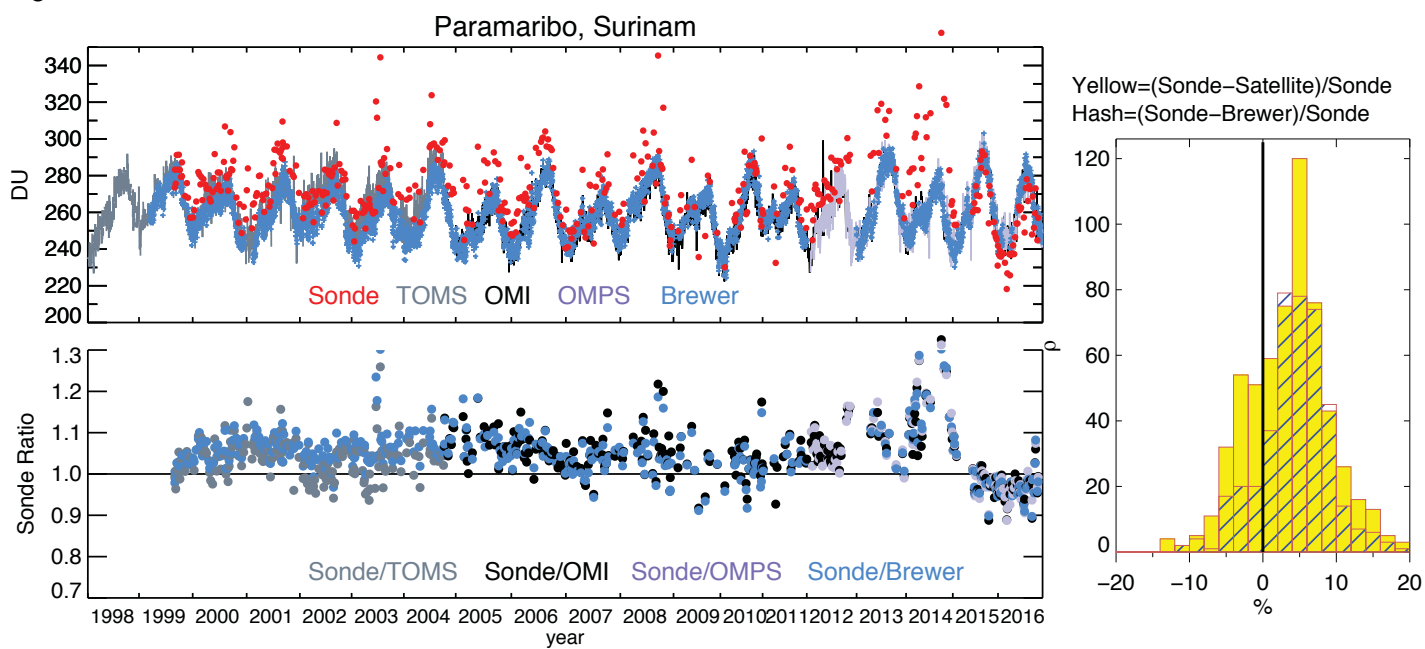 Paramaribo, Surinam
340
320
300
280
260
240
220
200
DU
Sonde TOMS OMI OMPS Brewer
1.3
1.2
1.1
1.0
0.9
0.8
0.7
Sonde Ratio
Sonde/TOMS Sonde/OMI Sonde/OMPS Sonde/Brewer
1998 1999 2000 2001 2002 2003 2004 2005 2006 2007 2008 2009 2010 2011 2012 2013 2014 2015 2016
year
Yellow=(Sonde−Satellite)/Sonde
Hash=(Sonde−Brewer)/Sonde
120
100
80
60
40
20
0
ρ
−20 −10 0 10 20
%